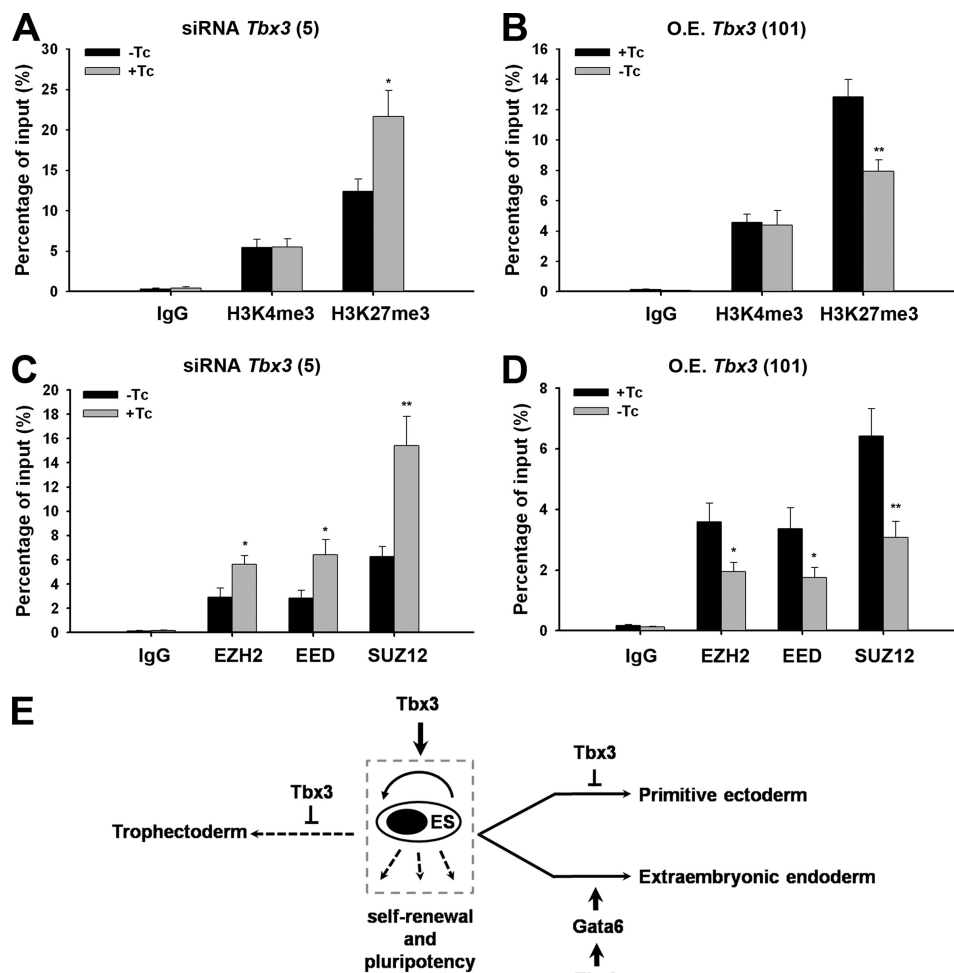 A
siRNA Tbx3 (5)
Percentage of input (%)
30
25
20
15
10
5
0
-Tc
+Tc
*
IgG H3K4me3 H3K27me3
B
O.E. Tbx3 (101)
Percentage of input (%)
16
14
12
10
8
6
4
2
0
+Tc
-Tc
**
IgG H3K4me3 H3K27me3
C
siRNA Tbx3 (5)
Percentage of input (%)
20
18
16
14
12
10
8
6
4
2
0
-Tc
+Tc
* * **
IgG EZH2 EED SUZ12
D
O.E. Tbx3 (101)
Percentage of input (%)
8
6
4
2
0
+Tc
-Tc
* * **
IgG EZH2 EED SUZ12
E
Tbx3
Tbx3
Trophectoderm
ES
self-renewal
and
pluripotency
Tbx3
Primitive ectoderm
Extraembryonic endoderm
Gata6